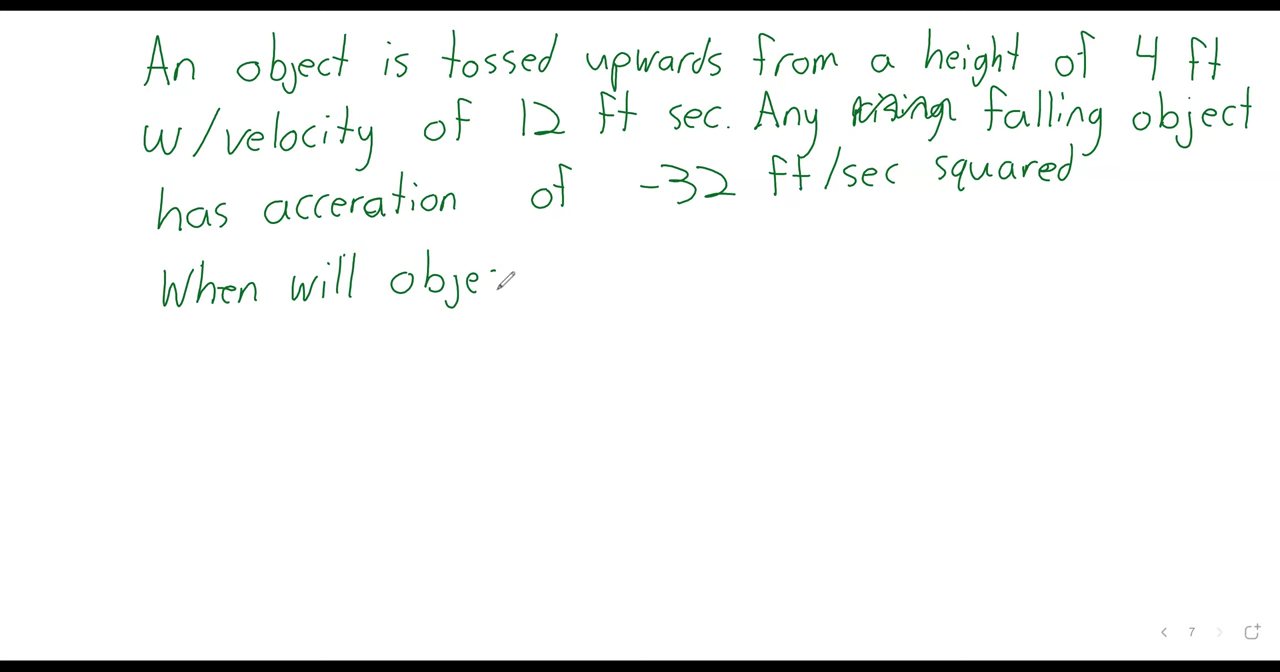 An object is tossed upwards from a height of 4 ft
w/velocity of 12 ft sec. Any falling object
has acceration of -32 ft/sec squared
When will obje
7